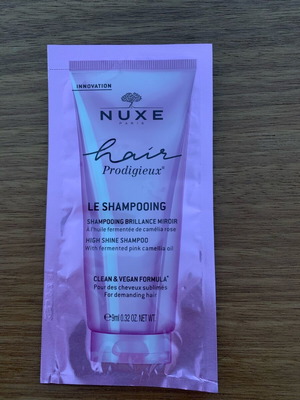 INNOVATION
NUXE
PARIS
hair
Prodigieux®
LE SHAMPOOING
SHAMPOOING BRILLANCE MIROIR
À l'huile fermentée de camélia rose
HIGH SHINE SHAMPOO
With fermented pink camellia oil
CLEAN & VEGAN FORMULA*
Pour des cheveux sublimés
For demanding hair
℮ 9ml 0.32 OZ. NET WT.